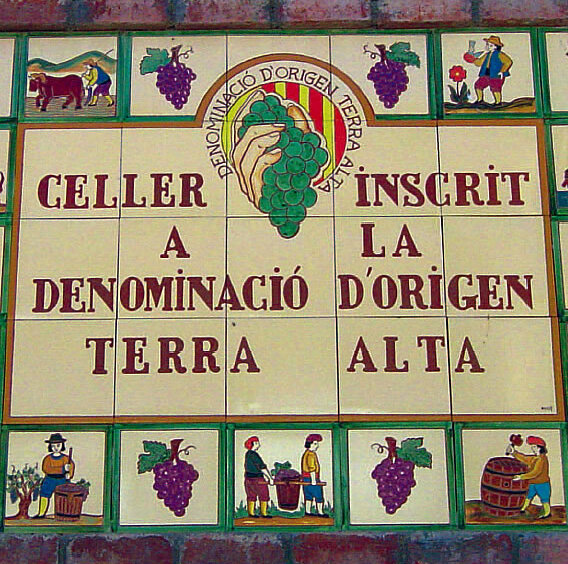 DENOMINACIÓ D'ORIGEN TERRA ALTA
CELLER INSCRIT
A LA
DENOMINACIÓ D'ORIGEN
TERRA ALTA